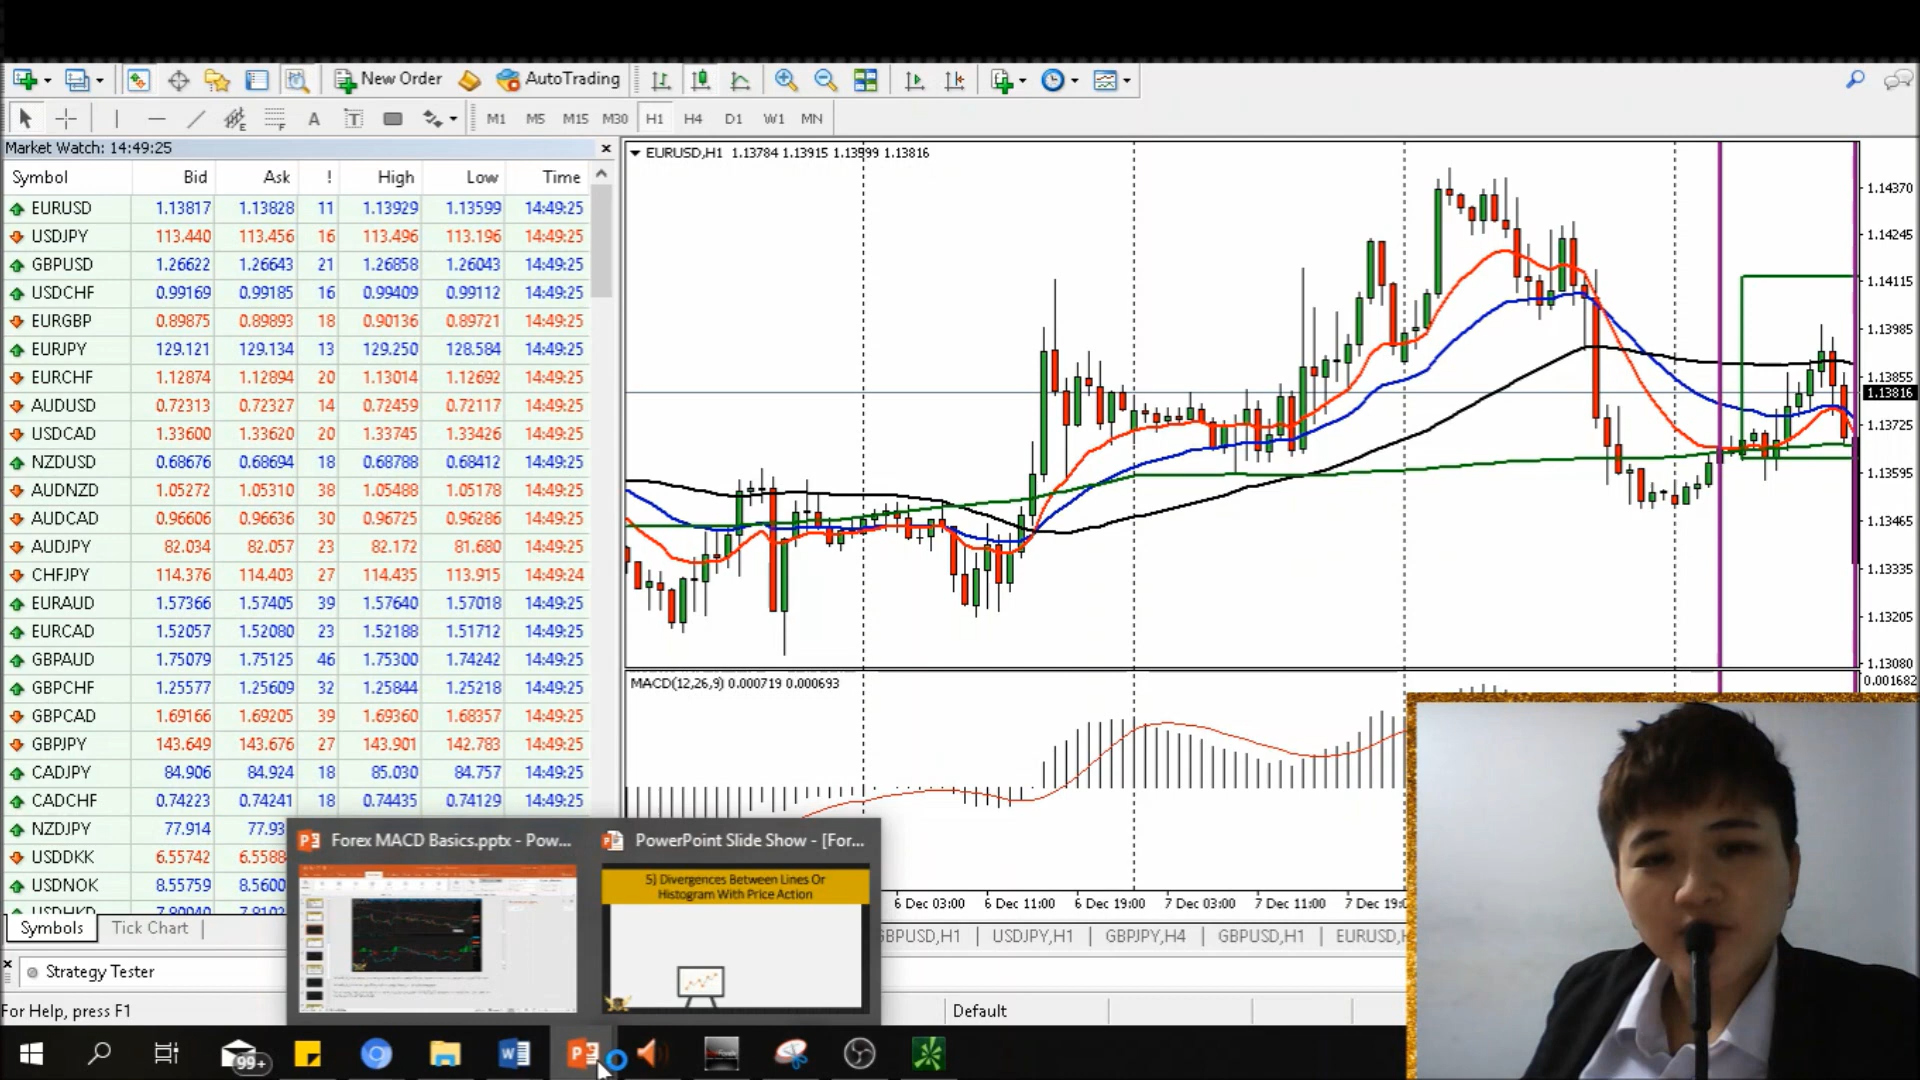 New Order
AutoTrading
M1 M5 M15 M30 H1 H4 D1 W1 MN
Market Watch: 14:49:25
Symbol Bid Ask ! High Low Time
EURUSD 1.13817 1.13828 11 1.13929 1.13599 14:49:25
USDJPY 113.440 113.456 16 113.496 113.196 14:49:25
GBPUSD 1.26622 1.26643 21 1.26858 1.26043 14:49:25
USDCHF 0.99169 0.99185 16 0.99409 0.99112 14:49:25
EURGBP 0.89875 0.89893 18 0.90136 0.89721 14:49:25
EURJPY 129.121 129.134 13 129.250 128.584 14:49:25
EURCHF 1.12874 1.12894 20 1.13014 1.12692 14:49:25
AUDUSD 0.72313 0.72327 14 0.72459 0.72117 14:49:25
USDCAD 1.33600 1.33620 20 1.33745 1.33426 14:49:25
NZDUSD 0.68676 0.68694 18 0.68788 0.68412 14:49:25
AUDNZD 1.05272 1.05310 38 1.05488 1.05178 14:49:25
AUDCAD 0.96606 0.96636 30 0.96725 0.96286 14:49:25
AUDJPY 82.034 82.057 23 82.172 81.680 14:49:25
CHFJPY 114.376 114.403 27 114.435 113.915 14:49:24
EURAUD 1.57366 1.57405 39 1.57640 1.57018 14:49:25
EURCAD 1.52057 1.52080 23 1.52188 1.51712 14:49:25
GBPAUD 1.75079 1.75125 46 1.75300 1.74242 14:49:25
GBPCHF 1.25577 1.25609 32 1.25844 1.25218 14:49:25
GBPCAD 1.69166 1.69205 39 1.69360 1.68357 14:49:25
GBPJPY 143.649 143.676 27 143.901 142.783 14:49:25
CADJPY 84.906 84.924 18 85.030 84.757 14:49:25
CADCHF 0.74223 0.74241 18 0.74435 0.74129 14:49:25
NZDJPY 77.914 77.93
USDDKK 6.55742 6.5588
USDNOK 8.55759 8.5600
Symbols Tick Chart
Strategy Tester
For Help, press F1
EURUSD,H1 1.13784 1.13915 1.13599 1.13816
1.14370
1.14245
1.14115
1.13985
1.13855
1.13816
1.13725
1.13595
1.13465
1.13335
1.13205
1.13080
MACD(12,26,9) 0.000719 0.000693
0.001682
6 Dec 03:00 6 Dec 11:00 6 Dec 19:00 7 Dec 03:00 7 Dec 11:00 7 Dec 19:0
GBPUSD,H1 USDJPY,H1 GBPJPY,H4 GBPUSD,H1 EURUSD,H
Default
Forex MACD Basics.pptx - Pow...
PowerPoint Slide Show - [For...
5) Divergences Between Lines Or
Histogram With Price Action
99+